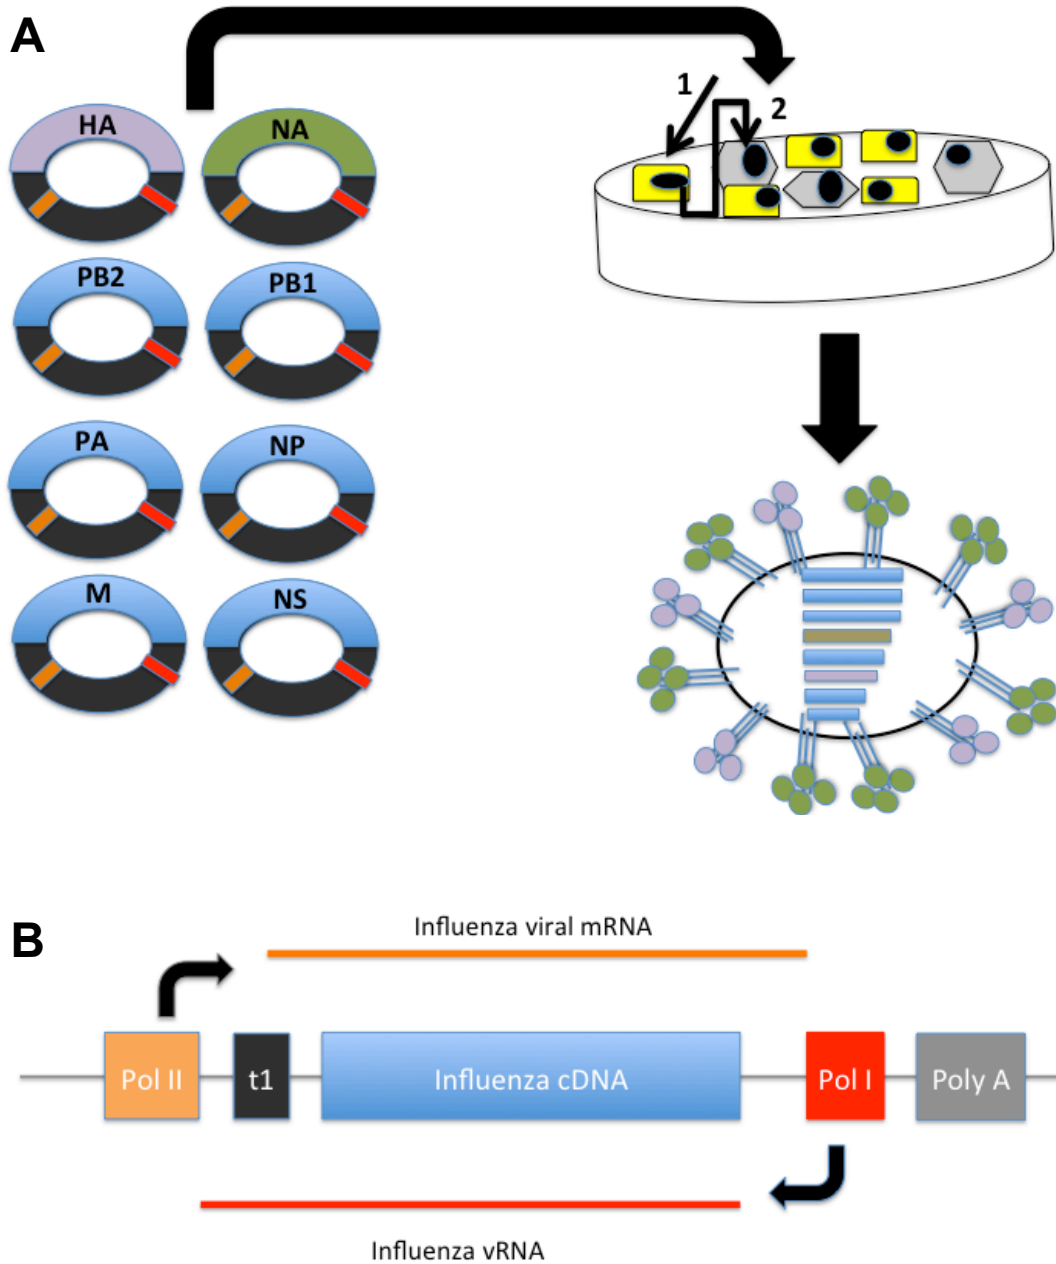 A
HA
NA
PB2
PB1
PA
NP
M
NS
1
2
B
Influenza viral mRNA
Pol II
t1
Influenza cDNA
Pol I
Poly A
Influenza vRNA